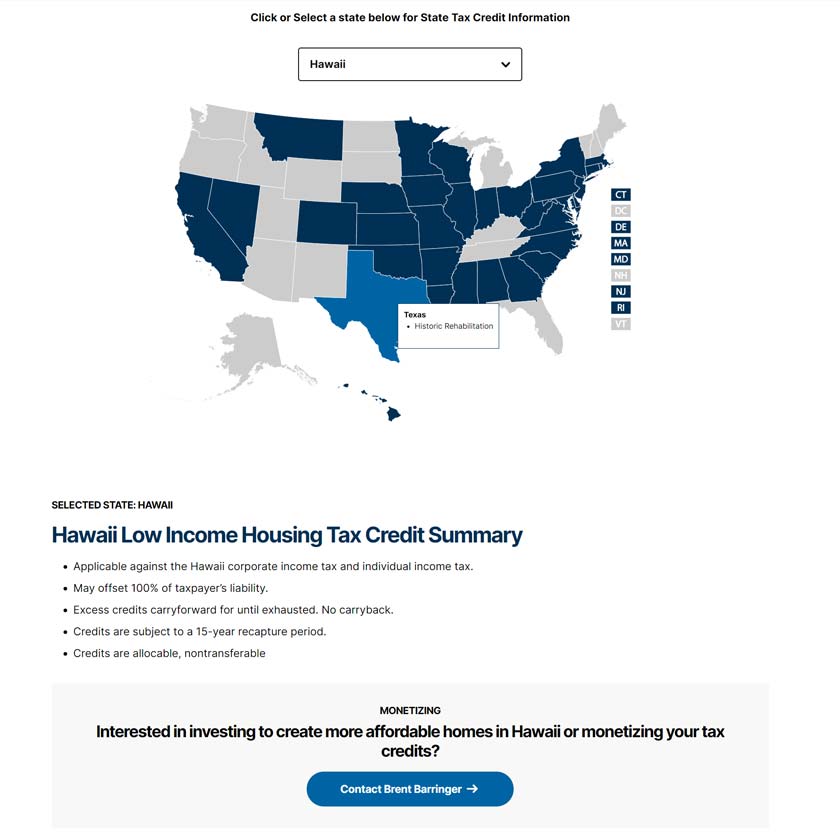 Click or Select a state below for State Tax Credit Information
Hawaii
CT
DC
DE
MA
MD
NH
NJ
RI
VT
Texas
• Historic Rehabilitation
SELECTED STATE: HAWAII
Hawaii Low Income Housing Tax Credit Summary
• Applicable against the Hawaii corporate income tax and individual income tax.
• May offset 100% of taxpayer’s liability.
• Excess credits carryforward for until exhausted. No carryback.
• Credits are subject to a 15-year recapture period.
• Credits are allocable, nontransferable
MONETIZING
Interested in investing to create more affordable homes in Hawaii or monetizing your tax
credits?
Contact Brent Barringer →